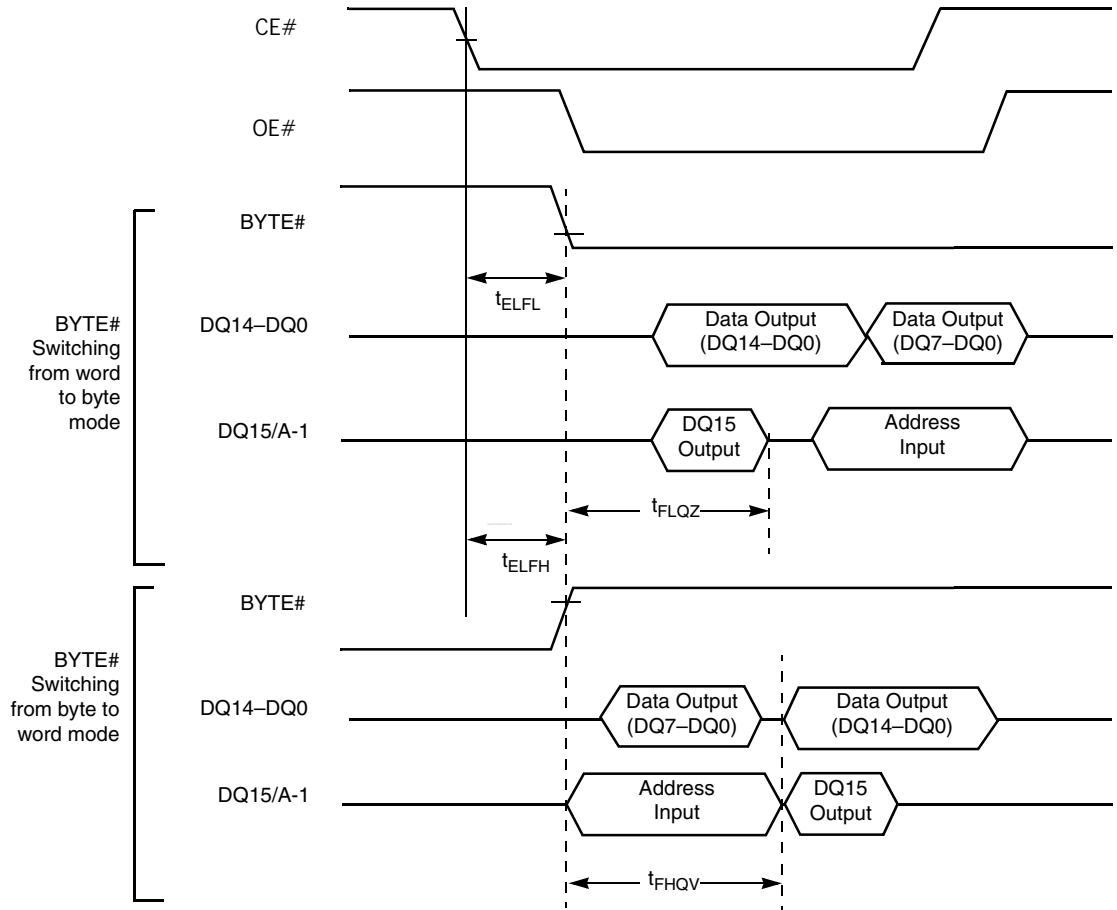 CE#
OE#
BYTE#
tELFL
BYTE#
Switching
from word
to byte
mode
DQ14–DQ0
Data Output
(DQ14–DQ0)
Data Output
(DQ7–DQ0)
DQ15/A-1
DQ15
Output
Address
Input
tFLQZ
tELFH
BYTE#
BYTE#
Switching
from byte to
word mode
DQ14–DQ0
Data Output
(DQ7–DQ0)
Data Output
(DQ14–DQ0)
DQ15/A-1
Address
Input
DQ15
Output
tFHQV